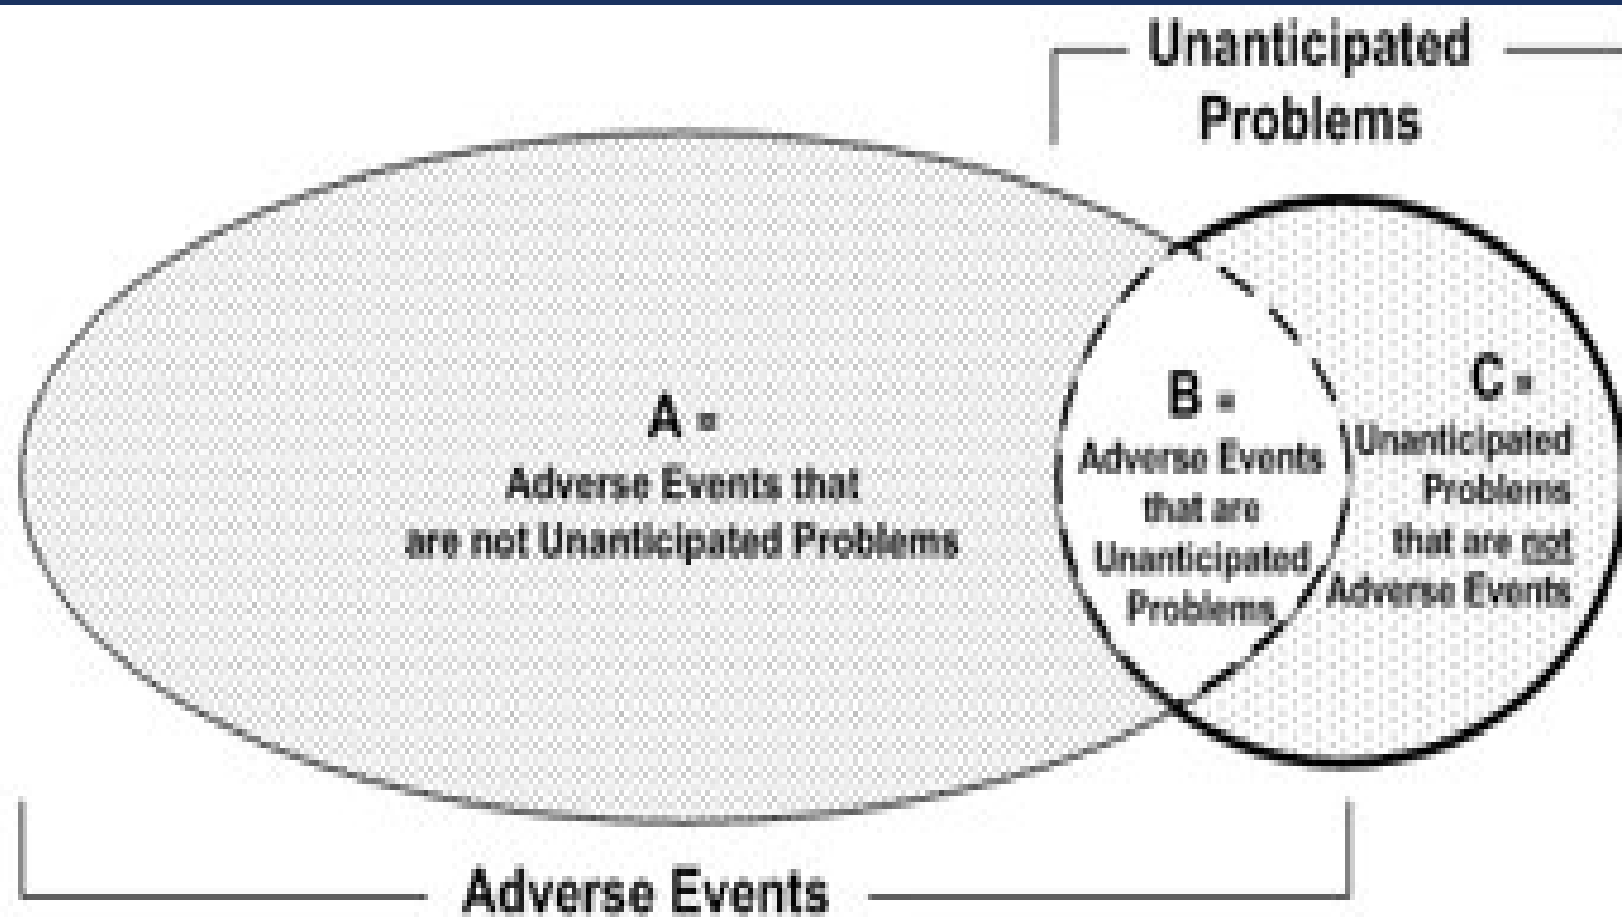 Unanticipated
Problems
A =
Adverse Events that
are not Unanticipated Problems
B =
Adverse Events
that are
Unanticipated
Problems
C =
Unanticipated
Problems
that are not
Adverse Events
Adverse Events